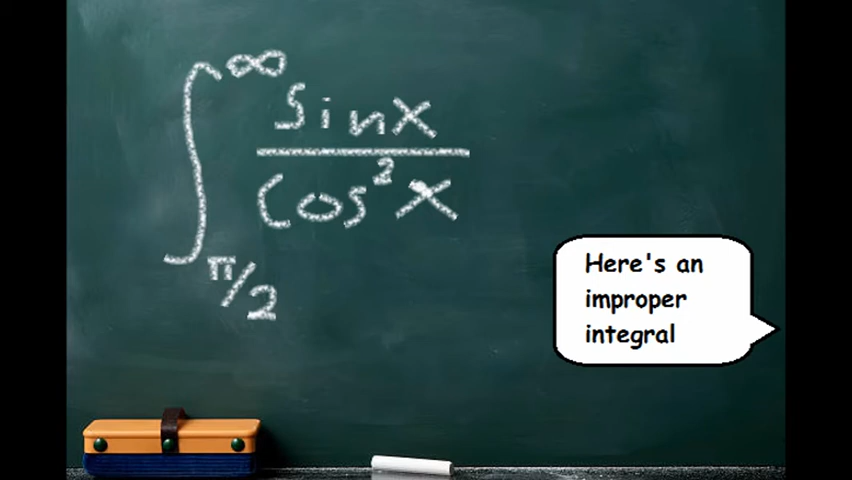 ∞
∫ sinx
cos²x
π/2
Here's an
improper
integral